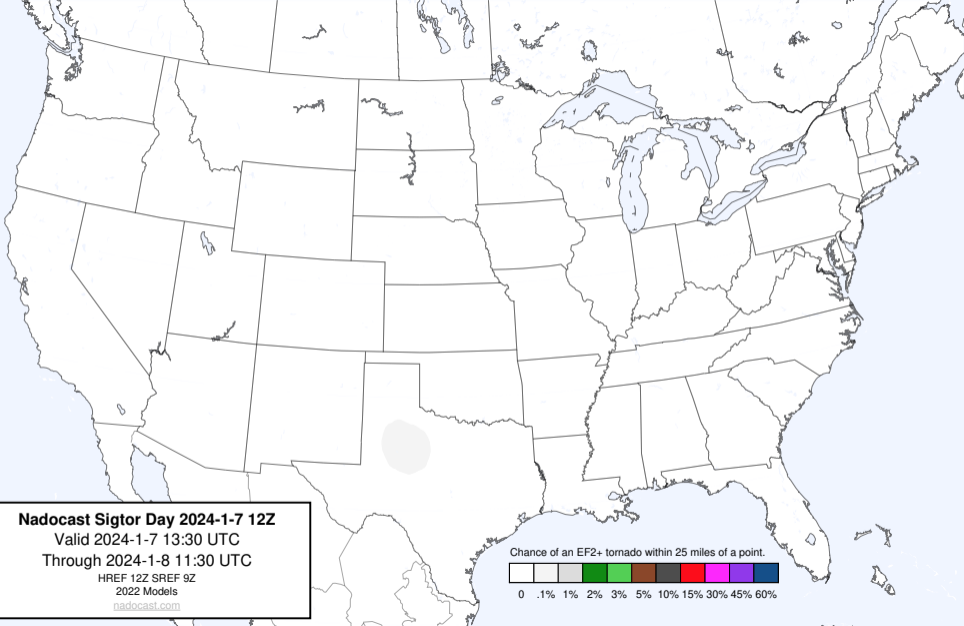 Nadocast Sigtor Day 2024-1-7 12Z
Valid 2024-1-7 13:30 UTC
Through 2024-1-8 11:30 UTC
HREF 12Z SREF 9Z
2022 Models
nadocast.com
Chance of an EF2+ tornado within 25 miles of a point.
0 .1% 1% 2% 3% 5% 10% 15% 30% 45% 60%